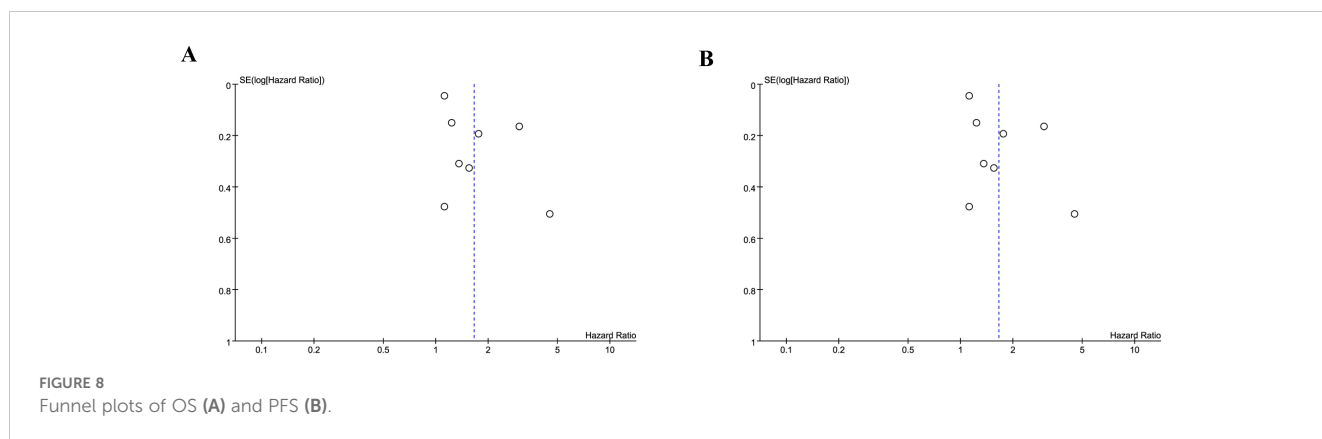 A
B
SE(log[Hazard Ratio])
0
0.2
0.4
0.6
0.8
1
Hazard Ratio
0.1 0.2 0.5 1 2 5 10
SE(log[Hazard Ratio])
0
0.2
0.4
0.6
0.8
1
Hazard Ratio
0.1 0.2 0.5 1 2 5 10
FIGURE 8
Funnel plots of OS (A) and PFS (B).